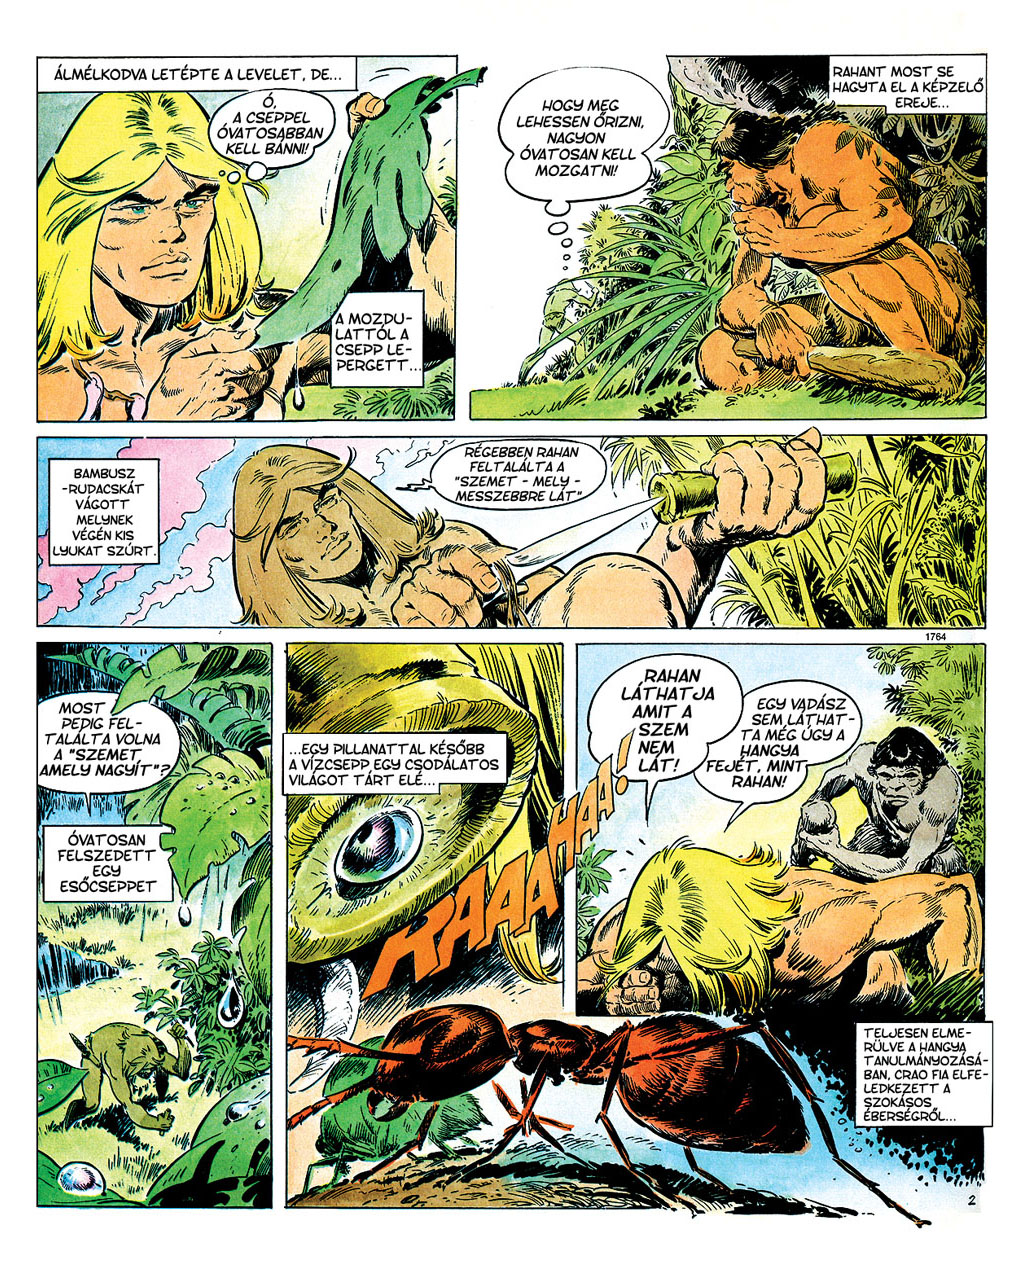 ÁLMÉLKODVA LETÉPTE A LEVELET, DE...
Ó,
A CSEPPEL
ÓVATOSABBAN
KELL BÁNNI!
A MOZDU-
LATTÓL A
CSEPP LE-
PERGETT...
HOGY MEG
LEHESSEN ŐRIZNI,
NAGYON
ÓVATOSAN KELL
MOZGATNI!
RAHANT MOST SE
HAGYTA EL A KÉPZELŐ
EREJE...
BAMBUSZ
-RUDACSKÁT
VÁGOTT
MELYNEK
VÉGÉN KIS
LYUKAT SZÚRT.
RÉGEBBEN RAHAN
FELTALÁLTA A
"SZEMET - MELY -
MESSZEBBRE LÁT"
1764
MOST
PEDIG FEL-
TALÁLTA VOLNA
A "SZEMET
AMELY NAGYÍT"?
ÓVATOSAN
FELSZEDETT
EGY
ESŐCSEPPET
...EGY PILLANATTAL KÉSŐBB
A VÍZCSEPP EGY CSODÁLATOS
VILÁGOT TÁRT ELÉ...
RAAAAHAA!
RAHAN
LÁTHATJA
AMIT A
SZEM
NEM
LÁT!
EGY VADÁSZ
SEM LÁTHAT-
TA MÉG ÚGY A
HANGYA
FEJÉT, MINT
RAHAN!
TELJESEN ELME-
RÜLVE A HANGYA
TANULMÁNYOZÁSÁ-
BAN, CRAO FIA ELFE-
LEDKEZETT A
SZOKÁSOS
ÉBERSÉGRŐL...
2